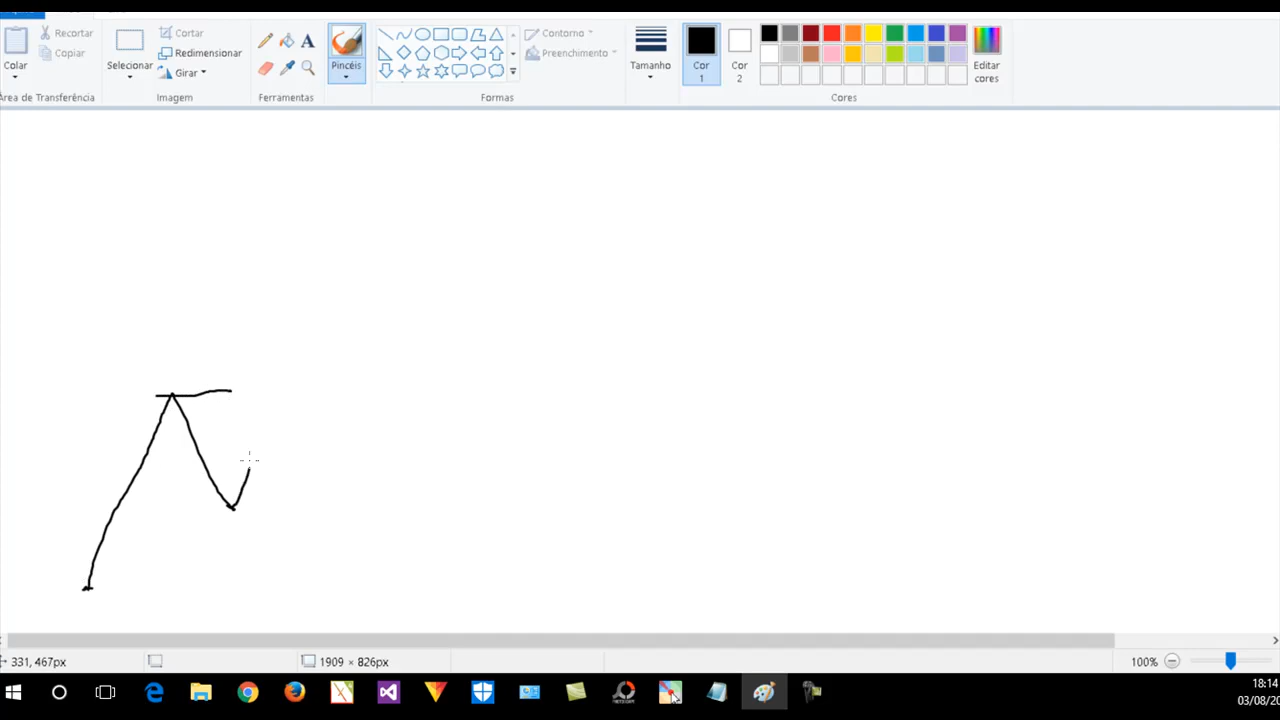 Recortar
Copiar
Colar
Área de Transferência
Selecionar
Cortar
Redimensionar
Girar
Imagem
A
Ferramentas
Pincéis
Contorno
Preenchimento
Formas
Tamanho
Cor
1
Cor
2
Editar
cores
Cores
331, 467px
1909 × 826px
100%
18:14
03/08/20